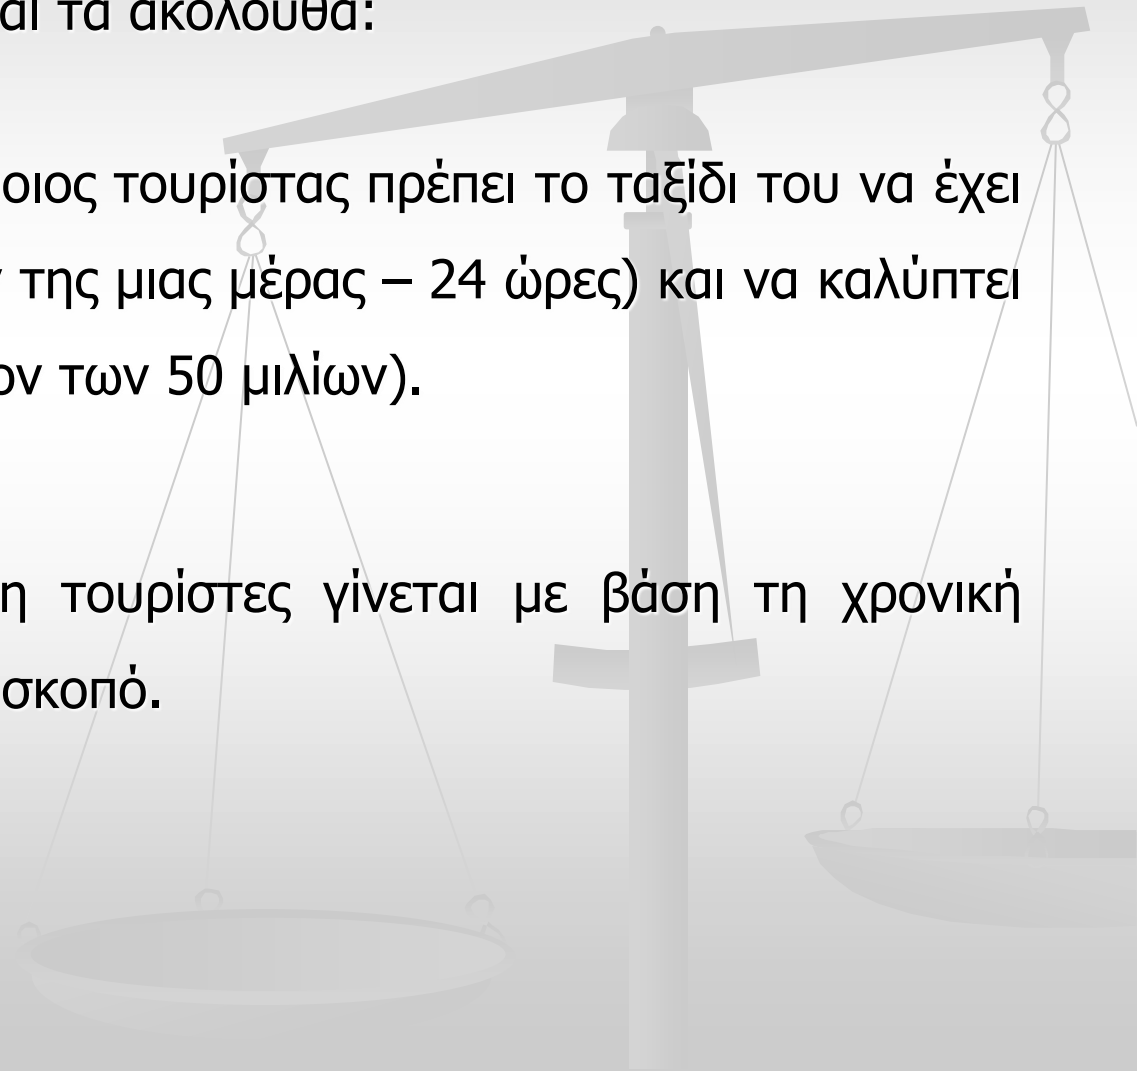 αι τα ακόλουθα:
οιος τουρίστας πρέπει το ταξίδι του να έχει
της μιας μέρας – 24 ώρες) και να καλύπτει
ον των 50 μιλίων).
η τουρίστες γίνεται με βάση τη χρονική
σκοπό.